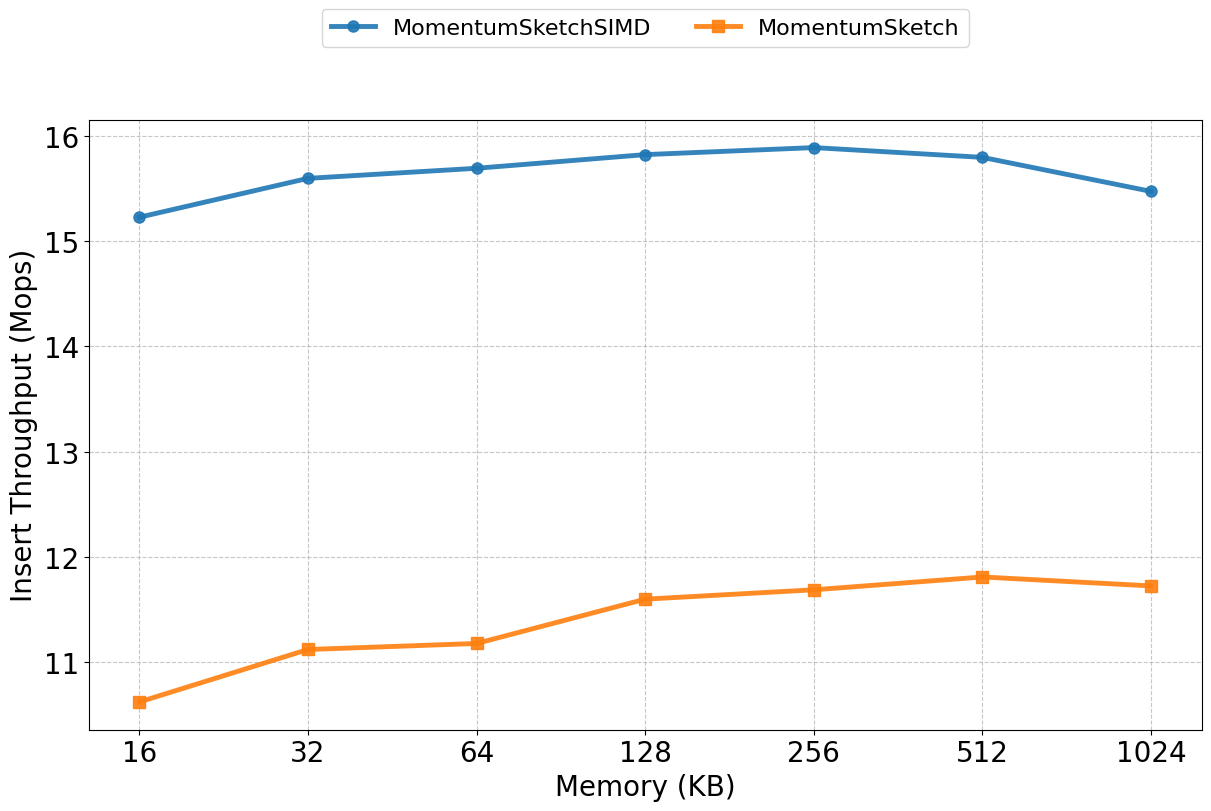 MomentumSketchSIMD MomentumSketch
16
15
14
13
12
11
Insert Throughput (Mops)
16 32 64 128 256 512 1024
Memory (KB)